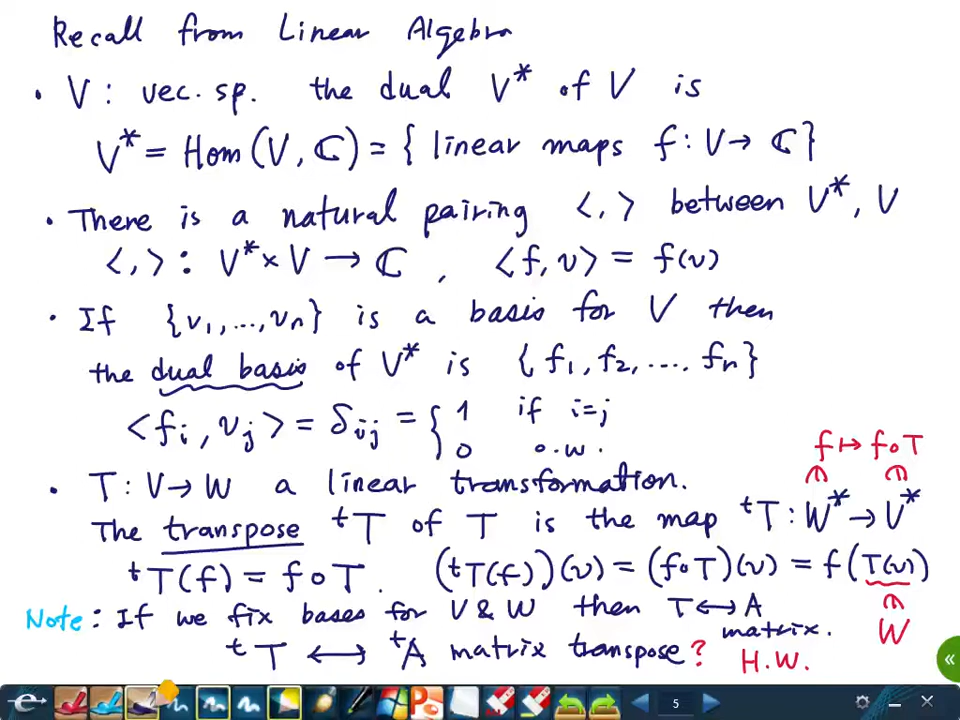 Recall from Linear Algebra
• V : vec. sp. the dual V* of V is
V* = Hom (V, ℂ) = { linear maps f : V → ℂ }
• There is a natural pairing < , > between V*, V
< , > : V* × V → ℂ , <f, v> = f(v)
• If {v₁, ..., vₙ} is a basis for V then
the dual basis of V* is { f₁, f₂, .... fₙ }
<fᵢ, vⱼ> = δᵢⱼ = { 1 if i=j
0 o.w.
f ↦ f∘T
• T : V → W a linear transformation.
The transpose ᵗT of T is the map ᵗT : W* → V*
ᵗT(f) = f∘T. (ᵗT(f))(v) = (f∘T)(v) = f(T(v))
Note: If we fix bases for V & W then T ↔ A
matrix.
W
ᵗT ↔ ᵗA matrix transpose? H.W.
5